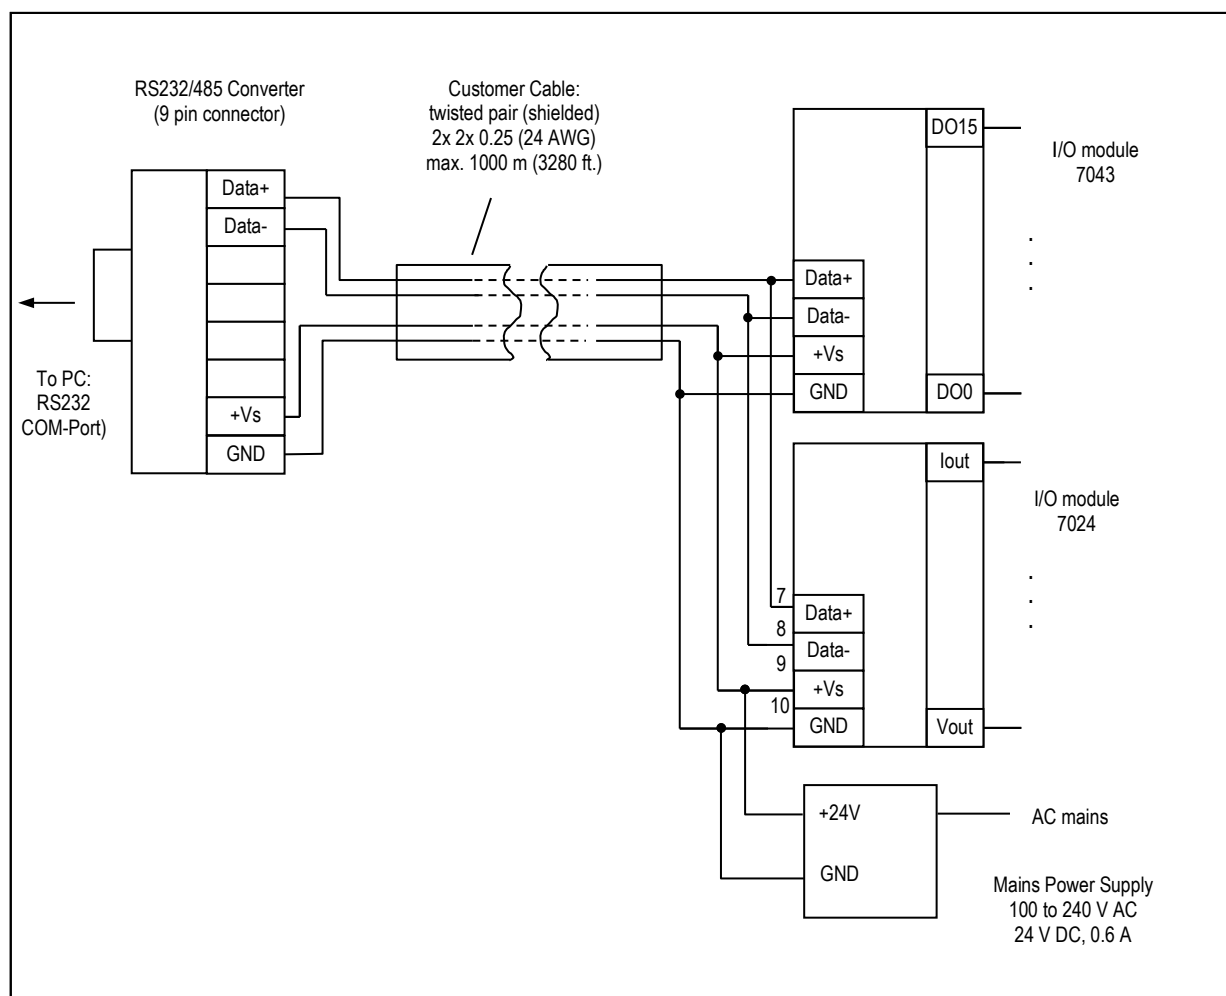 RS232/485 Converter
(9 pin connector)
Customer Cable:
twisted pair (shielded)
2x 2x 0.25 (24 AWG)
max. 1000 m (3280 ft.)
Data+
Data-
+Vs
GND
To PC:
RS232
COM-Port)
DO15
I/O module
7043
.
.
.
Data+
Data-
+Vs
GND
DO0
Iout
I/O module
7024
.
.
.
7
Data+
8
Data-
9
+Vs
10
GND
Vout
+24V
AC mains
GND
Mains Power Supply
100 to 240 V AC
24 V DC, 0.6 A